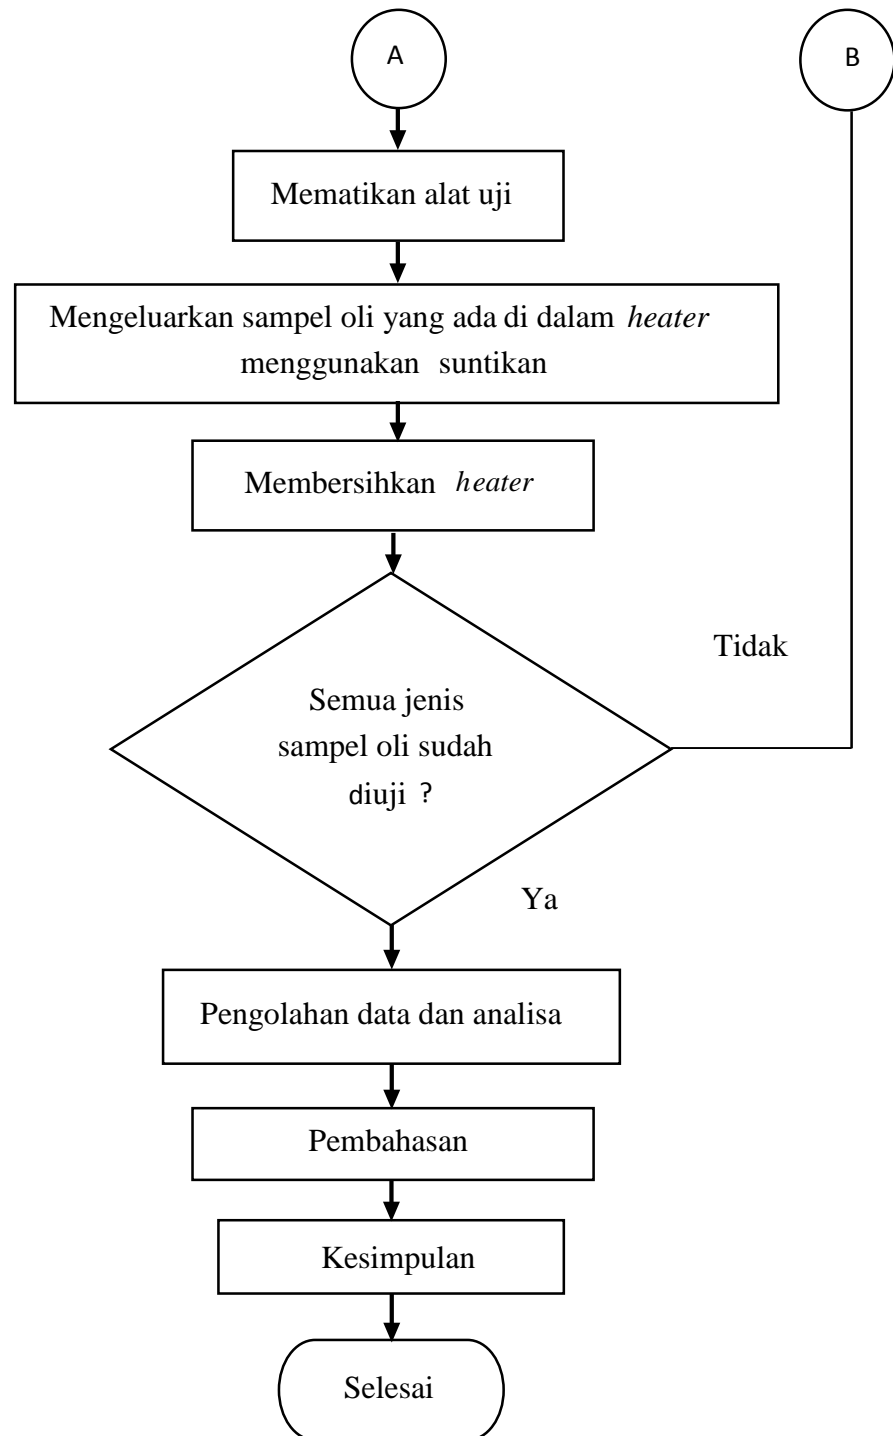 A
B
Mematikan alat uji
Mengeluarkan sampel oli yang ada di dalam heater
menggunakan suntikan
Membersihkan heater
Tidak
Semua jenis
sampel oli sudah
diuji ?
Ya
Pengolahan data dan analisa
Pembahasan
Kesimpulan
Selesai